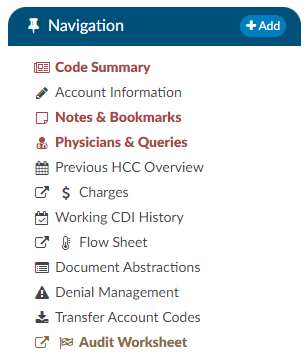 Navigation
+ Add
Code Summary
Account Information
Notes & Bookmarks
Physicians & Queries
Previous HCC Overview
$ Charges
Working CDI History
Flow Sheet
Document Abstractions
Denial Management
Transfer Account Codes
Audit Worksheet